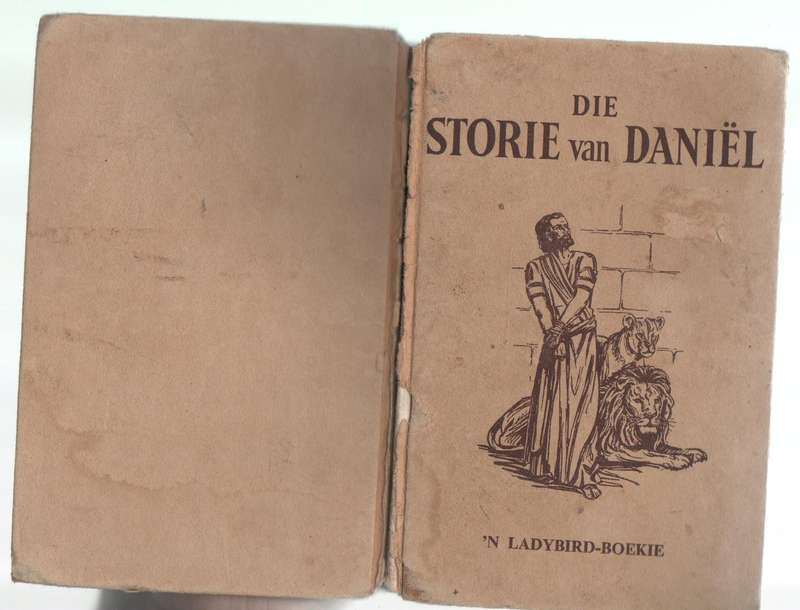 DIE
STORIE van DANIËL
'N LADYBIRD-BOEKIE